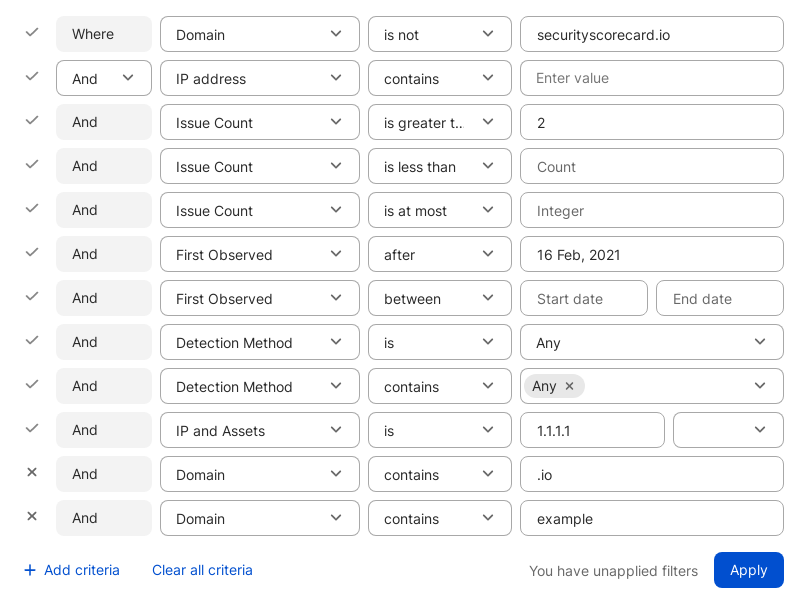 Where Domain is not securityscorecard.io
And IP address contains Enter value
And Issue Count is greater t... 2
And Issue Count is less than Count
And Issue Count is at most Integer
And First Observed after 16 Feb, 2021
And First Observed between Start date End date
And Detection Method is Any
And Detection Method contains Any
And IP and Assets is 1.1.1.1
And Domain contains .io
And Domain contains example
Add criteria Clear all criteria You have unapplied filters Apply